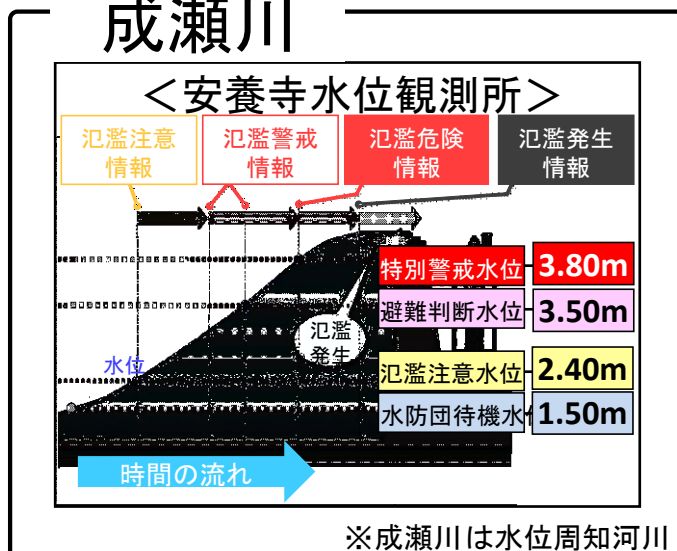 成瀬川
<安養寺水位観測所>
氾濫注意
情報
氾濫警戒
情報
氾濫危険
情報
氾濫発生
情報
特別警戒水位 3.80m
避難判断水位 3.50m
氾濫
発生
水位
氾濫注意水位 2.40m
水防団待機水 1.50m
時間の流れ
※成瀬川は水位周知河川